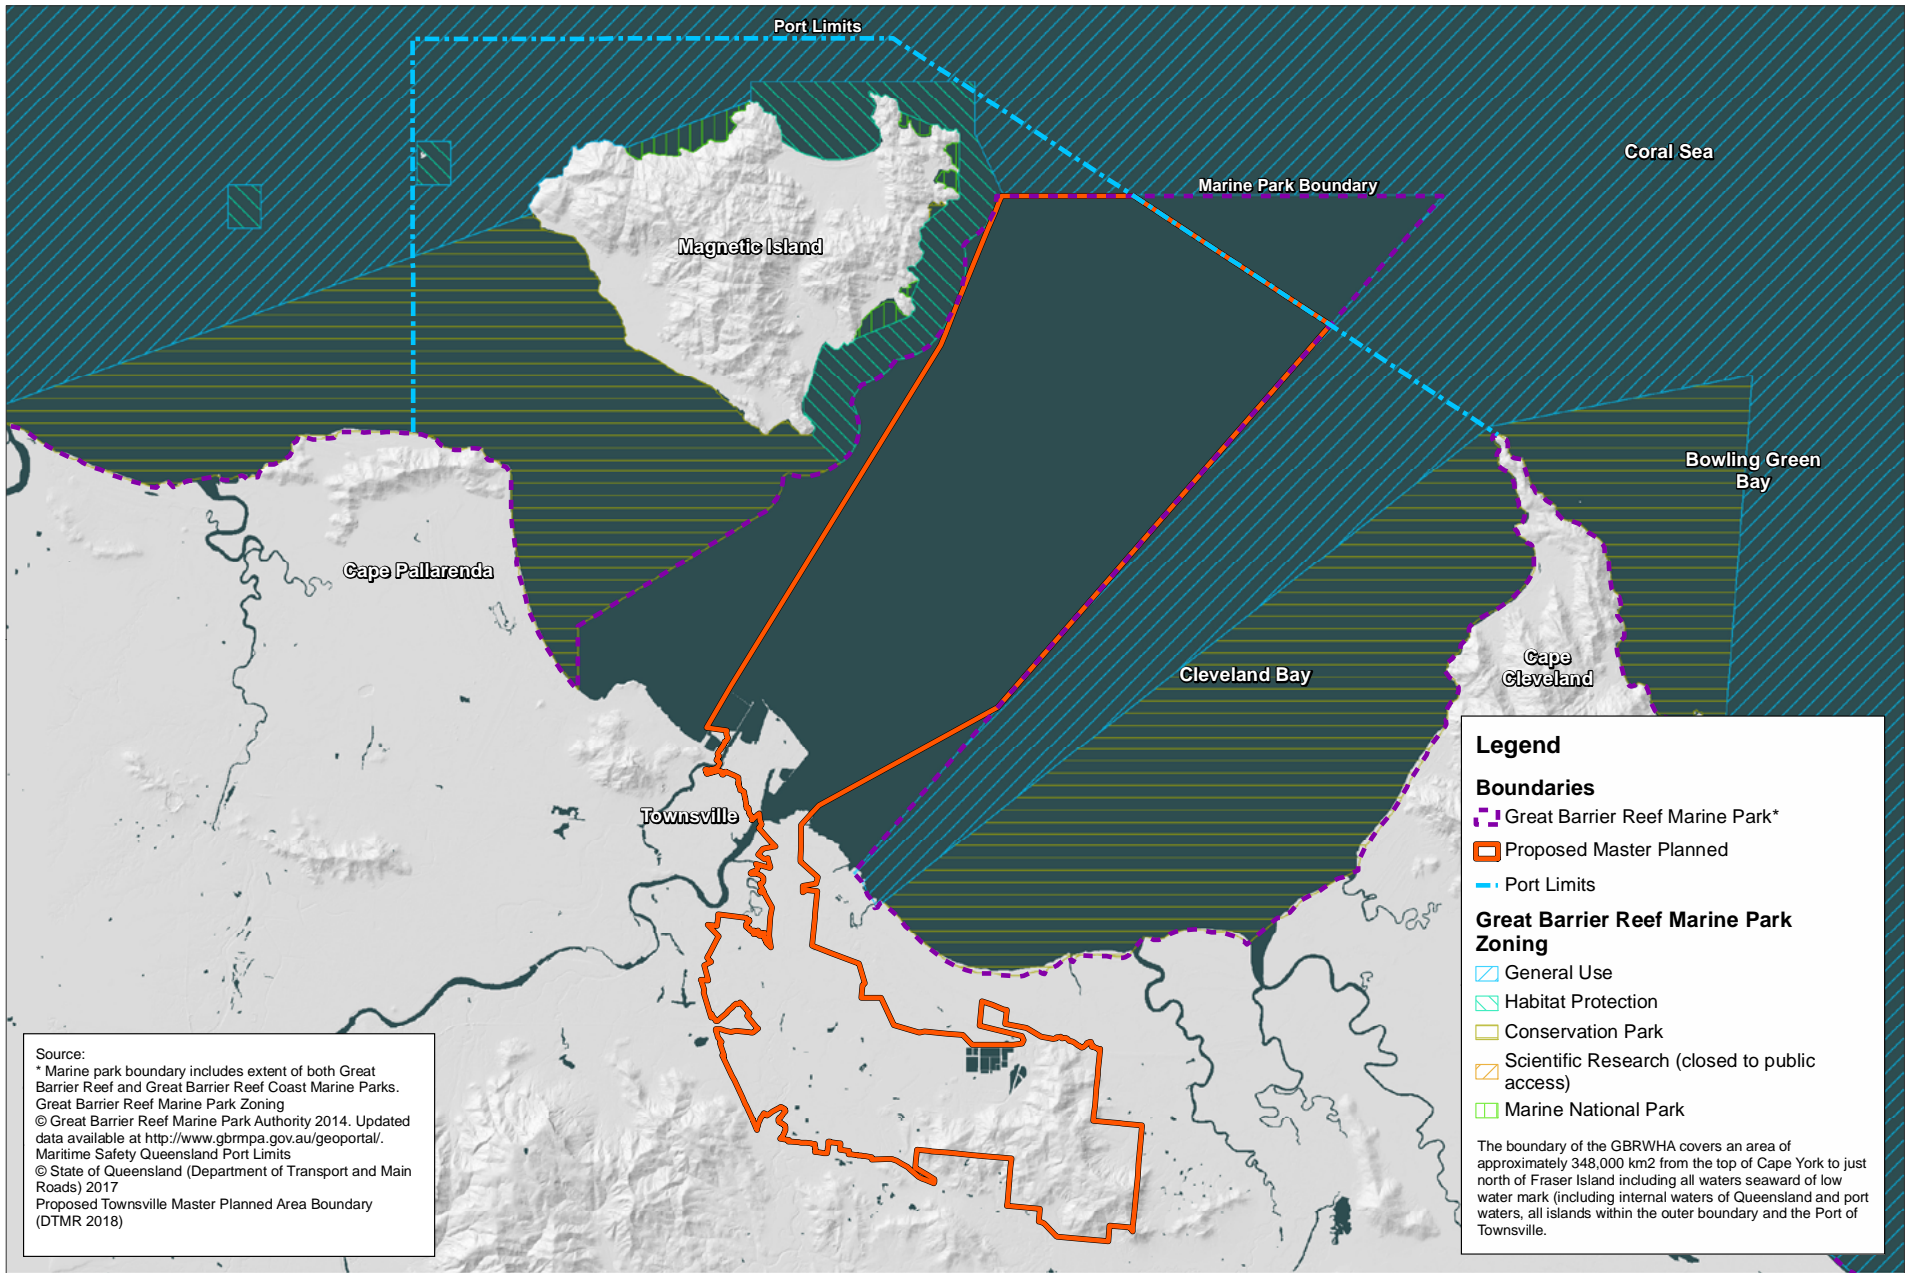 Port Limits
Coral Sea
Marine Park Boundary
Magnetic Island
Bowling Green
Bay
Cape Pallarenda
Cleveland Bay
Cape
Cleveland
Townsville
Legend
Boundaries
Great Barrier Reef Marine Park*
Proposed Master Planned
Port Limits
Great Barrier Reef Marine Park
Zoning
General Use
Habitat Protection
Conservation Park
Scientific Research (closed to public
access)
Marine National Park
The boundary of the GBRWHA covers an area of
approximately 348,000 km2 from the top of Cape York to just
north of Fraser Island including all waters seaward of low
water mark (including internal waters of Queensland and port
waters, all islands within the outer boundary and the Port of
Townsville.
Source:
* Marine park boundary includes extent of both Great
Barrier Reef and Great Barrier Reef Coast Marine Parks.
Great Barrier Reef Marine Park Zoning
© Great Barrier Reef Marine Park Authority 2014. Updated
data available at http://www.gbrmpa.gov.au/geoportal/.
Maritime Safety Queensland Port Limits
© State of Queensland (Department of Transport and Main
Roads) 2017
Proposed Townsville Master Planned Area Boundary
(DTMR 2018)